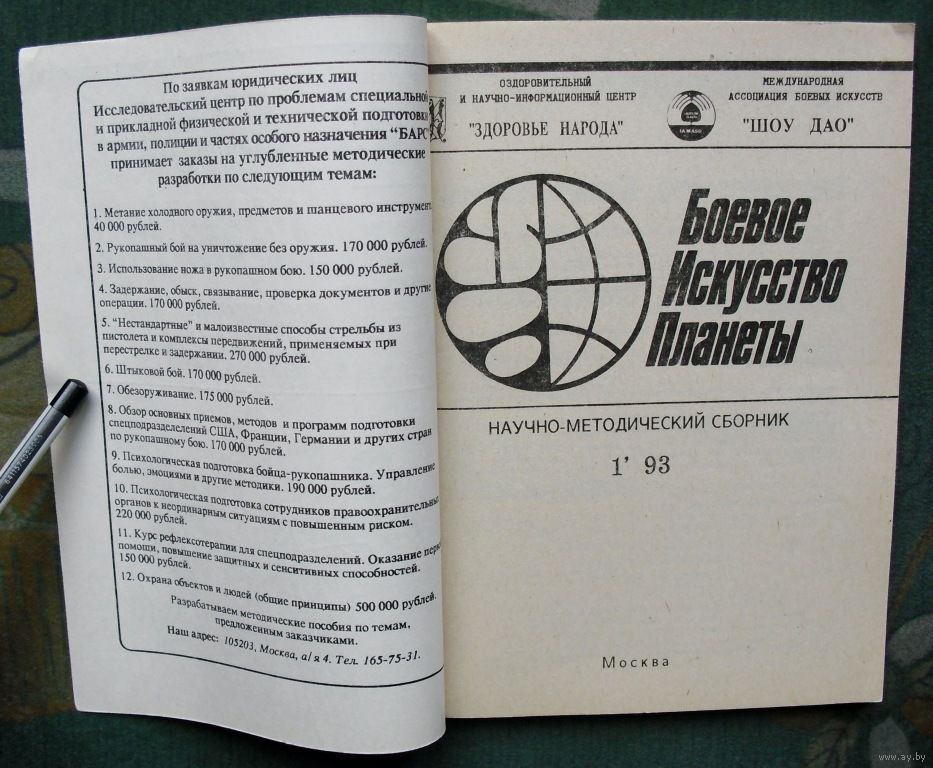 По заявкам юридических лиц
Исследовательский центр по проблемам специальной
и прикладной физической и технической подготовки
в армии, полиции и частях особого назначения "БАРС"
принимает заказы на углубленные методические
разработки по следующим темам:
1. Метание холодного оружия, предметов и шанцевого инструмент
40 000 рублей.
2. Рукопашный бой на уничтожение без оружия. 170 000 рублей.
3. Использование ножа в рукопашном бою. 150 000 рублей.
4. Задержание, обыск, связывание, проверка документов и другие
операции. 170 000 рублей.
5. "Нестандартные" и малоизвестные способы стрельбы из
пистолета и комплексы передвижений, применяемых при
перестрелке и задержании. 270 000 рублей.
6. Штыковой бой. 170 000 рублей.
7. Обезоруживание. 175 000 рублей.
8. Обзор основных приемов, методов и программ подготовки
спецподразделелений США, Франции, Германии и других стран
по рукопашному бою. 170 000 рублей.
9. Психологическая подготовка бойца-рукопашника. Управление
болью, эмоциями и другие методики. 190 000 рублей.
10. Психологическая подготовка сотрудников правоохранительных
органов к неординарным ситуациям с повышенным риском.
220 000 рублей.
11. Курс рефлексотерапии для спецподразделений. Оказание перв
помощи, повышение защитных и сенситивных способностей.
150 000 рублей.
12. Охрана объектов и людей (общие принципы) 500 000 рублей.
Разрабатываем методические пособия по темам,
предложенным заказчиками.
Наш адрес: 105203, Москва, а/я 4. Тел. 165-75-31.
ОЗДОРОВИТЕЛЬНЫЙ
И НАУЧНО-ИНФОРМАЦИОННЫЙ ЦЕНТР
"ЗДОРОВЬЕ НАРОДА"
МЕЖДУНАРОДНАЯ
АССОЦИАЦИЯ БОЕВЫХ ИСКУССТВ
"ШОУ ДАО"
Боевое
Искусство
Планеты
НАУЧНО-МЕТОДИЧЕСКИЙ СБОРНИК
1' 93
Москва
www.ay.by